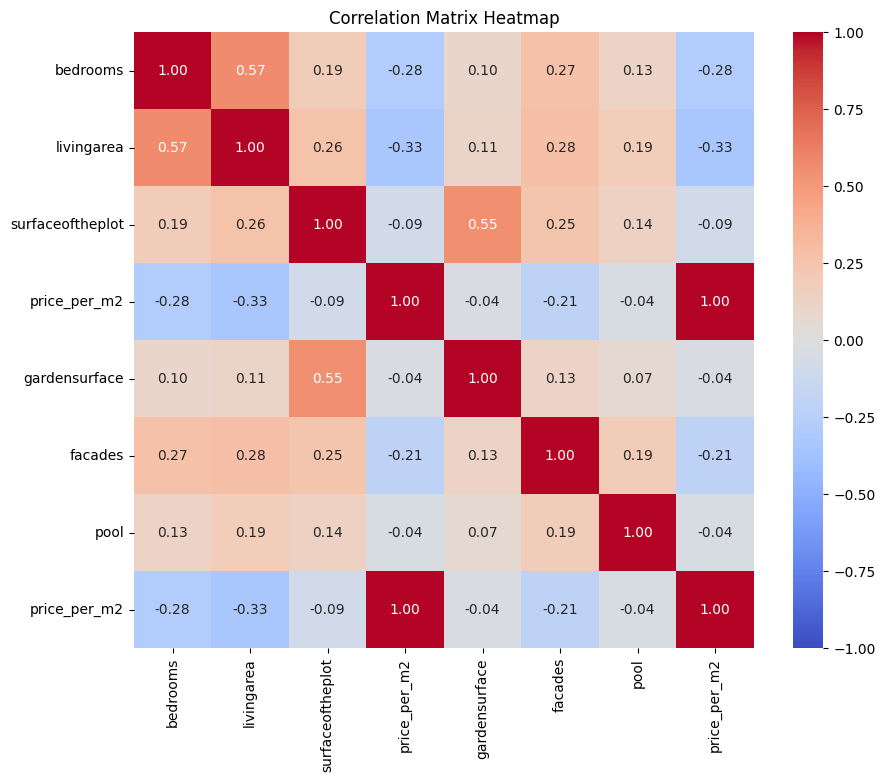 Correlation Matrix Heatmap
bedrooms 1.00 0.57 0.19 -0.28 0.10 0.27 0.13 -0.28
livingarea 0.57 1.00 0.26 -0.33 0.11 0.28 0.19 -0.33
surfaceoftheplot 0.19 0.26 1.00 -0.09 0.55 0.25 0.14 -0.09
price_per_m2 -0.28 -0.33 -0.09 1.00 -0.04 -0.21 -0.04 1.00
gardensurface 0.10 0.11 0.55 -0.04 1.00 0.13 0.07 -0.04
facades 0.27 0.28 0.25 -0.21 0.13 1.00 0.19 -0.21
pool 0.13 0.19 0.14 -0.04 0.07 0.19 1.00 -0.04
price_per_m2 -0.28 -0.33 -0.09 1.00 -0.04 -0.21 -0.04 1.00
bedrooms
livingarea
surfaceoftheplot
price_per_m2
gardensurface
facades
pool
price_per_m2
1.00
0.75
0.50
0.25
0.00
−0.25
−0.50
−0.75
−1.00